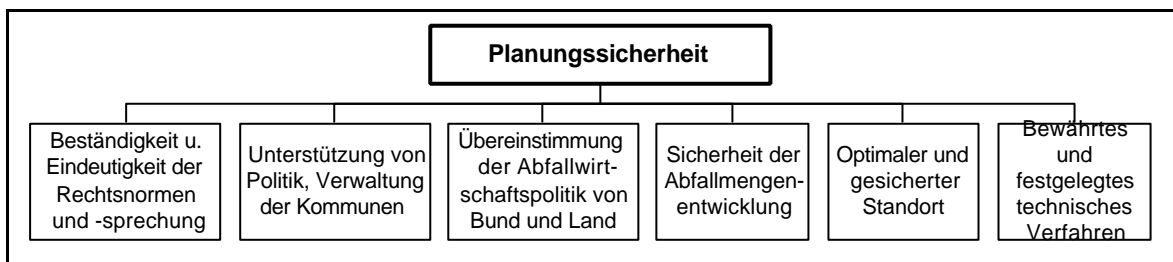 Planungssicherheit
Beständigkeit u.
Eindeutigkeit der
Rechtsnormen
und -sprechung
Unterstützung von
Politik, Verwaltung
der Kommunen
Übereinstimmung
der Abfallwirt-
schaftspolitik von
Bund und Land
Sicherheit der
Abfallmengen-
entwicklung
Optimaler und
gesicherter
Standort
Bewährtes
und
festgelegtes
technisches
Verfahren